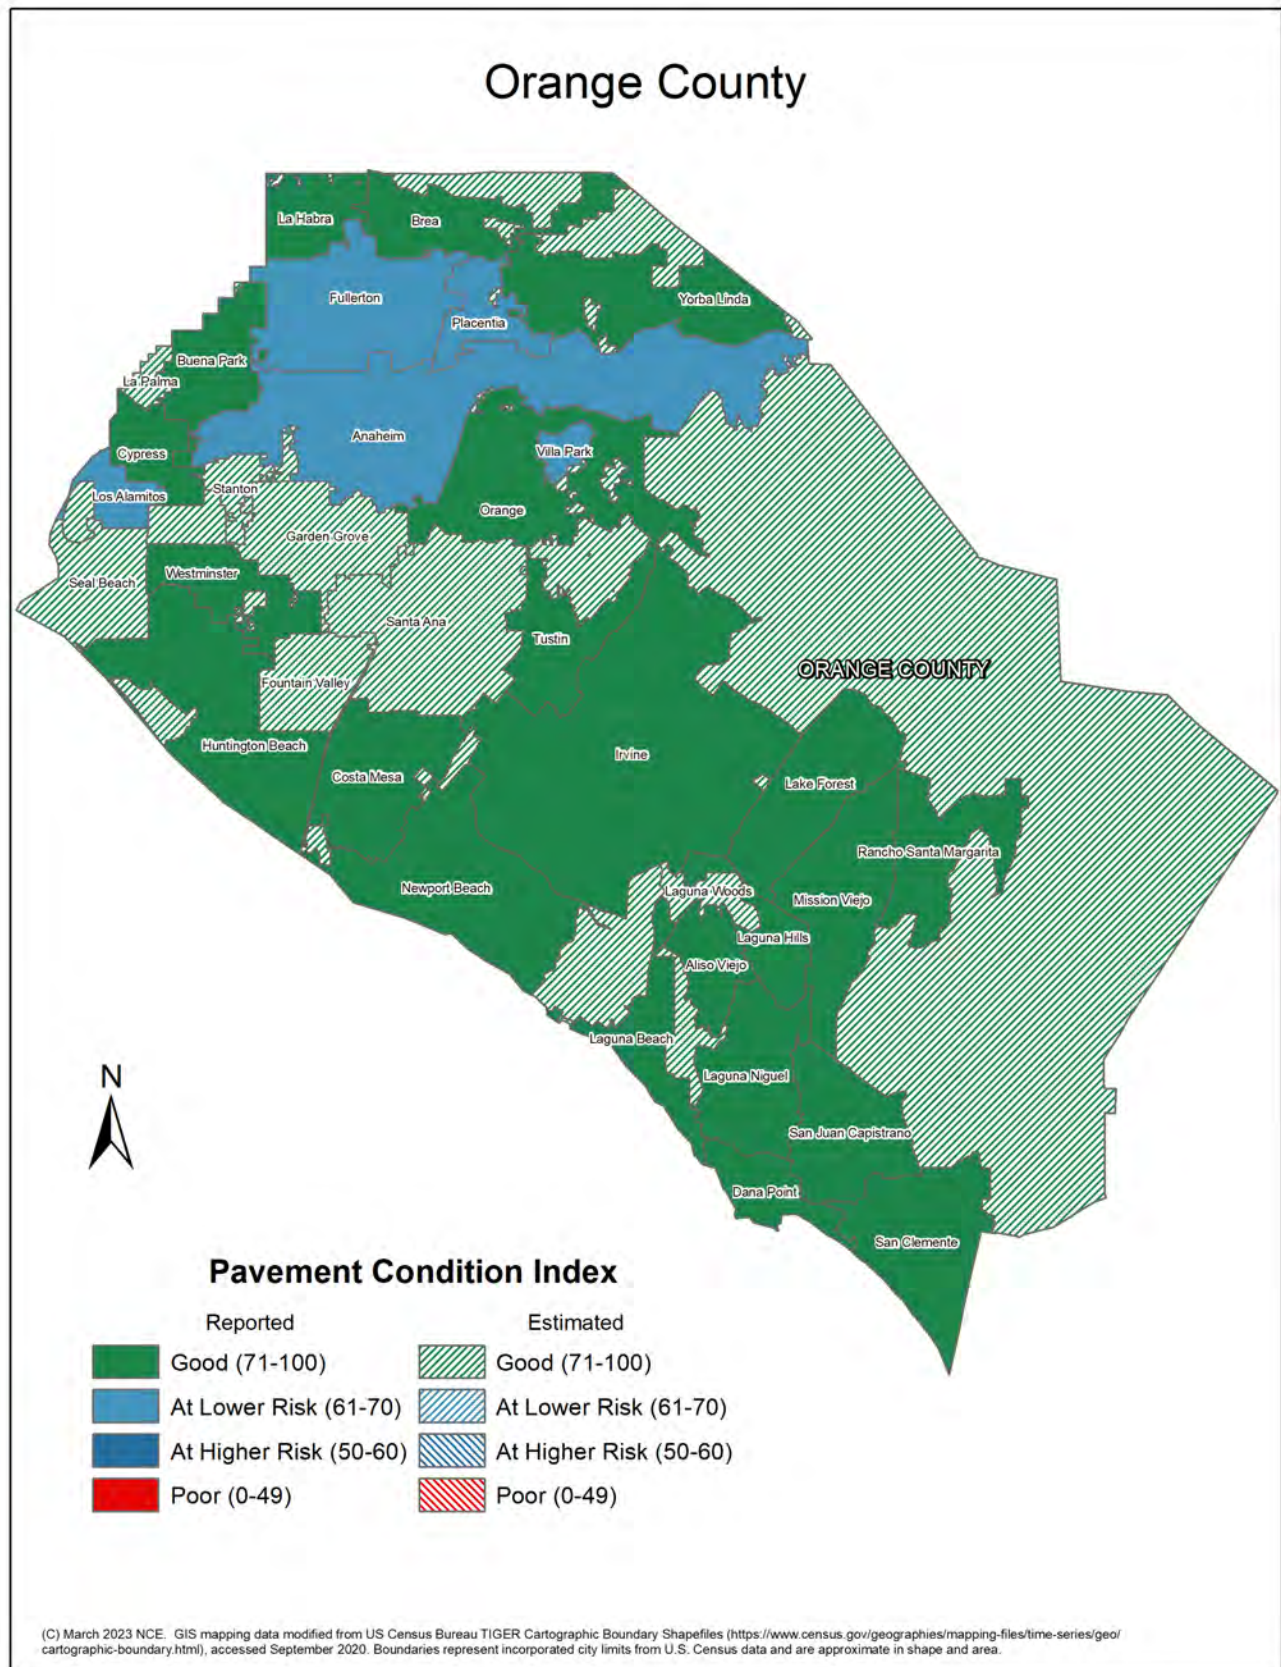 Orange County
La Habra
Brea
Fullerton
Yorba Linda
Placentia
Buena Park
La Palma
Anaheim
Villa Park
Cypress
Stanton
Los Alamitos
Orange
Garden Grove
Westminster
Seal Beach
Santa Ana
Tustin
ORANGE COUNTY
Fountain Valley
Huntington Beach
Irvine
Costa Mesa
Lake Forest
Rancho Santa Margarita
Newport Beach
Laguna Woods
Mission Viejo
Laguna Hills
Aliso Viejo
Laguna Beach
Laguna Niguel
N
San Juan Capistrano
Dana Point
San Clemente
Pavement Condition Index
Reported
Estimated
Good (71-100)
Good (71-100)
At Lower Risk (61-70)
At Lower Risk (61-70)
At Higher Risk (50-60)
At Higher Risk (50-60)
Poor (0-49)
Poor (0-49)
(C) March 2023 NCE. GIS mapping data modified from US Census Bureau TIGER Cartographic Boundary Shapefiles (https://www.census.gov/geographies/mapping-files/time-series/geo/
cartographic-boundary.html), accessed September 2020. Boundaries represent incorporated city limits from U.S. Census data and are approximate in shape and area.